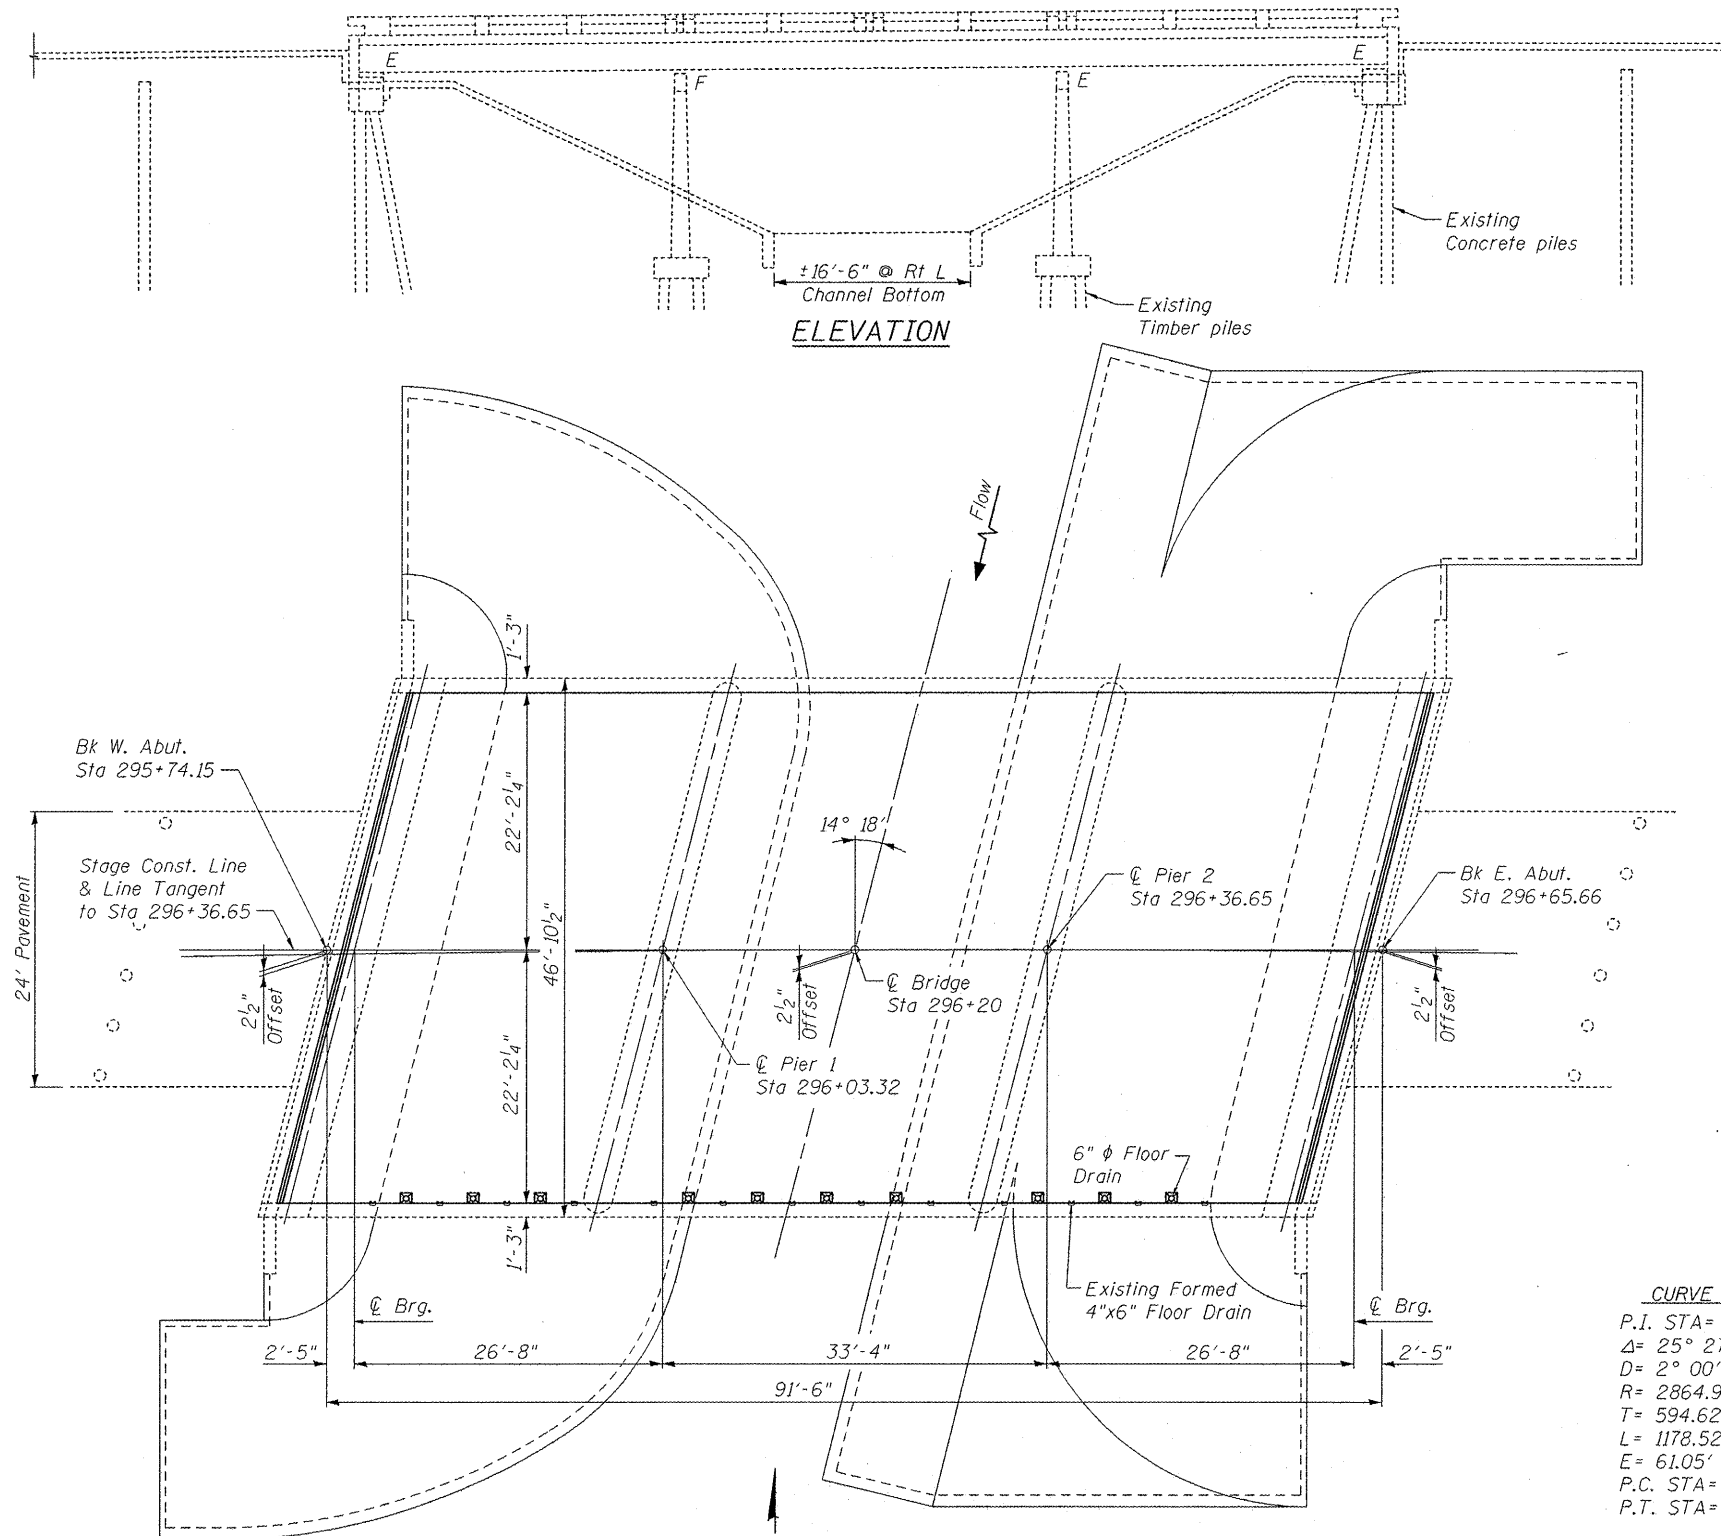 E
E
F
E
Existing
Concrete piles
±16'-6" @ Rt L
Channel Bottom
Existing
Timber piles
ELEVATION
Flow
1'-3"
Bk W. Abut.
Sta 295+74.15
22'-2¼"
14° 18'
Stage Const. Line
& Line Tangent
to Sta 296+36.65
℄ Pier 2
Sta 296+36.65
Bk E. Abut.
Sta 296+65.66
24' Pavement
46'-10½"
℄ Bridge
Sta 296+20
2½"
Offset
2½"
Offset
2½"
Offset
℄ Pier 1
Sta 296+03.32
22'-2¼"
6" ϕ Floor
Drain
1'-3"
Existing Formed
4"x6" Floor Drain
℄ Brg.
℄ Brg.
2'-5"
26'-8"
33'-4"
26'-8"
2'-5"
91'-6"
CURVE
P.I. STA=
Δ= 25° 2
D= 2° 00'
R= 2864.9
T= 594.62
L= 1178.52
E= 61.05'
P.C. STA=
P.T. STA=